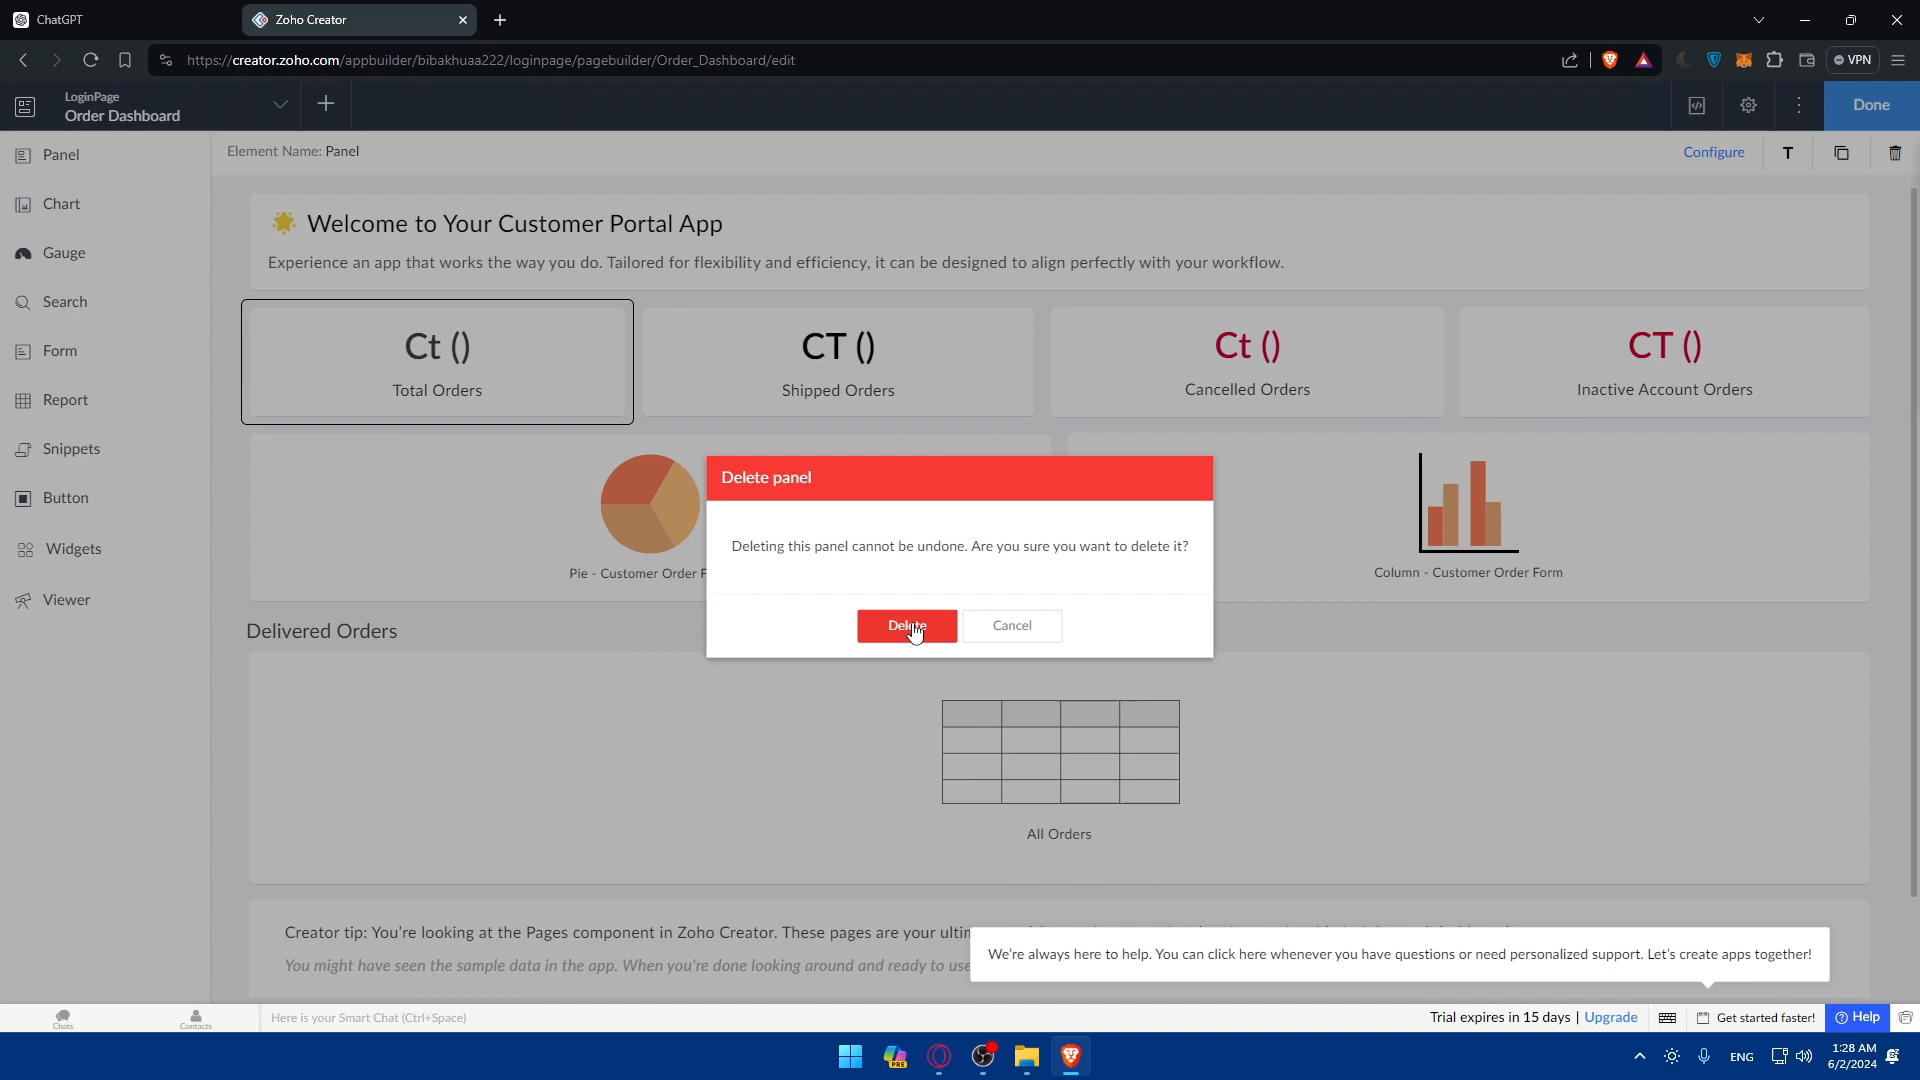 ChatGPT
Zoho Creator
https://creator.zoho.com/appbuilder/bibakhuaa222/loginpage/pagebuilder/Order_Dashboard/edit
VPN
LoginPage
Order Dashboard
Done
Panel
Chart
Gauge
Search
Form
Report
Snippets
Button
Widgets
Viewer
Element Name: Panel
Configure
T
Welcome to Your Customer Portal App
Experience an app that works the way you do. Tailored for flexibility and efficiency, it can be designed to align perfectly with your workflow.
Ct ()
Total Orders
CT ()
Shipped Orders
Ct ()
Cancelled Orders
CT ()
Inactive Account Orders
Pie - Customer Order F
Column - Customer Order Form
Delete panel
Deleting this panel cannot be undone. Are you sure you want to delete it?
Delete
Cancel
Delivered Orders
All Orders
Creator tip: You're looking at the Pages component in Zoho Creator. These pages are your ultim
You might have seen the sample data in the app. When you're done looking around and ready to use
We're always here to help. You can click here whenever you have questions or need personalized support. Let's create apps together!
Chats
Contacts
Here is your Smart Chat (Ctrl+Space)
Trial expires in 15 days | Upgrade
Get started faster!
Help
PRE
ENG
1:28 AM
6/2/2024